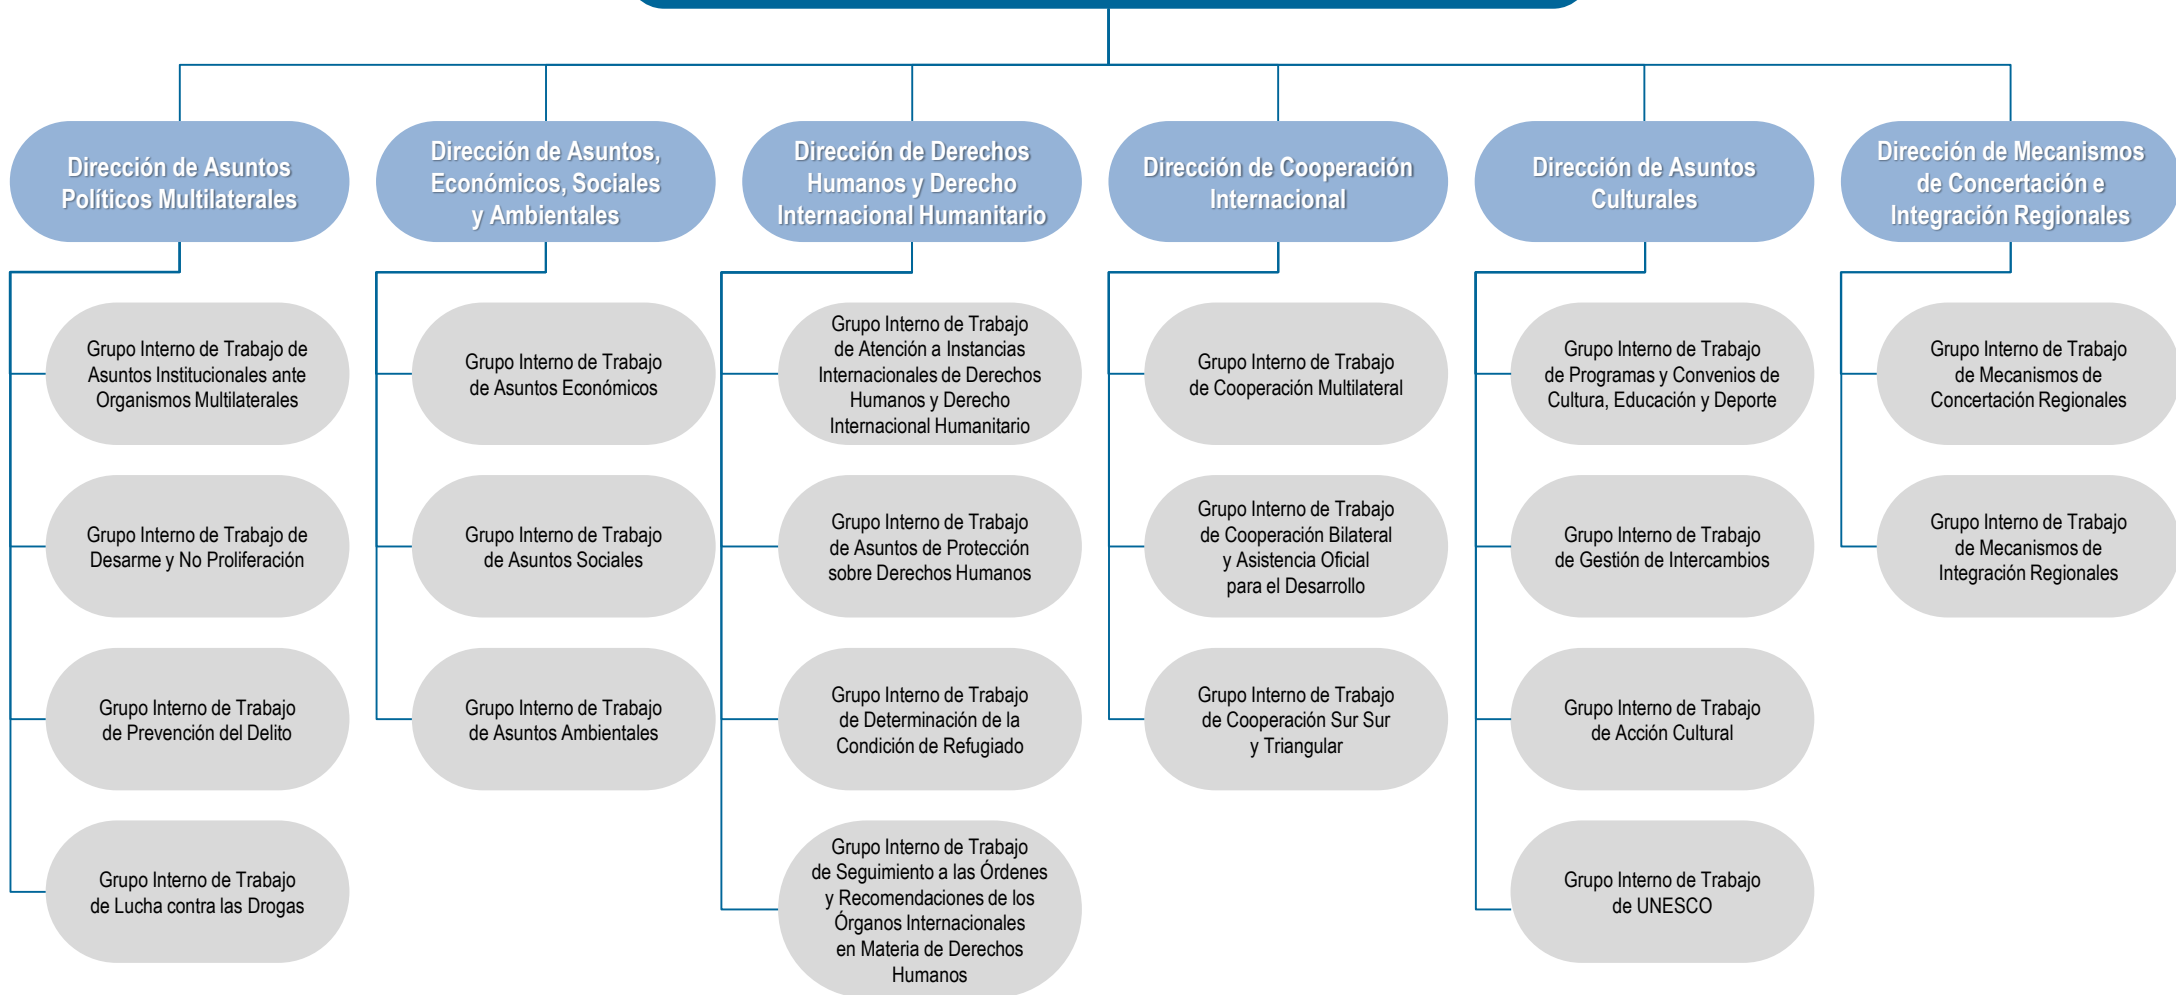 Dirección de Asuntos
Políticos Multilaterales
Dirección de Asuntos,
Económicos, Sociales
y Ambientales
Dirección de Derechos
Humanos y Derecho
Internacional Humanitario
Dirección de Cooperación
Internacional
Dirección de Asuntos
Culturales
Dirección de Mecanismos
de Concertación e
Integración Regionales
Grupo Interno de Trabajo de
Asuntos Institucionales ante
Organismos Multilaterales
Grupo Interno de Trabajo
de Asuntos Económicos
Grupo Interno de Trabajo
de Atención a Instancias
Internacionales de Derechos
Humanos y Derecho
Internacional Humanitario
Grupo Interno de Trabajo
de Cooperación Multilateral
Grupo Interno de Trabajo
de Programas y Convenios de
Cultura, Educación y Deporte
Grupo Interno de Trabajo
de Mecanismos de
Concertación Regionales
Grupo Interno de Trabajo de
Desarme y No Proliferación
Grupo Interno de Trabajo
de Asuntos Sociales
Grupo Interno de Trabajo
de Asuntos de Protección
sobre Derechos Humanos
Grupo Interno de Trabajo
de Cooperación Bilateral
y Asistencia Oficial
para el Desarrollo
Grupo Interno de Trabajo
de Gestión de Intercambios
Grupo Interno de Trabajo
de Mecanismos de
Integración Regionales
Grupo Interno de Trabajo
de Prevención del Delito
Grupo Interno de Trabajo
de Asuntos Ambientales
Grupo Interno de Trabajo
de Determinación de la
Condición de Refugiado
Grupo Interno de Trabajo
de Cooperación Sur Sur
y Triangular
Grupo Interno de Trabajo
de Acción Cultural
Grupo Interno de Trabajo
de Lucha contra las Drogas
Grupo Interno de Trabajo
de Seguimiento a las Órdenes
y Recomendaciones de los
Órganos Internacionales
en Materia de Derechos
Humanos
Grupo Interno de Trabajo
de UNESCO